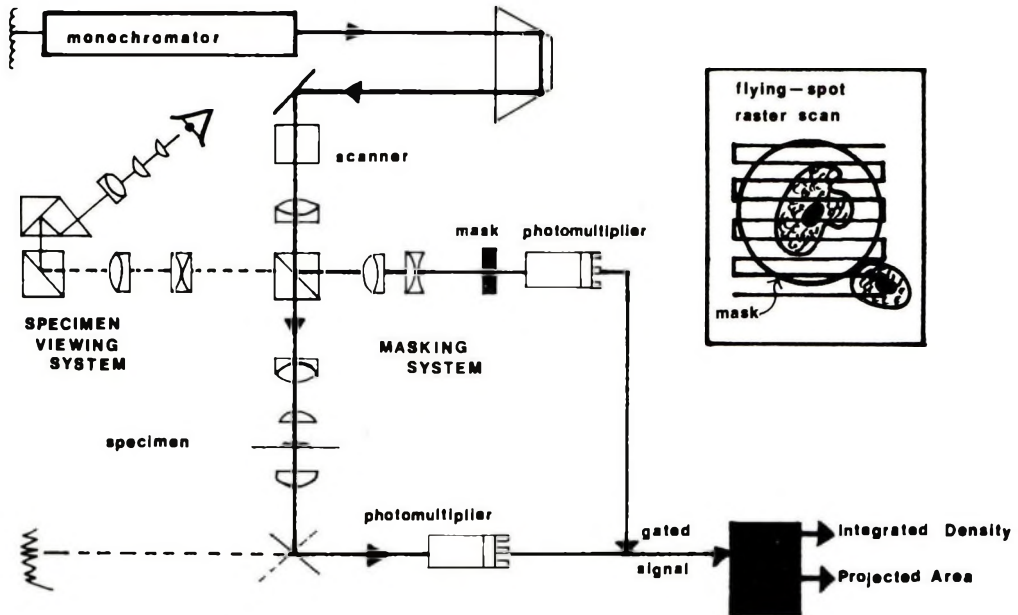 monochromator
flying-spot
raster scan
scanner
mask
photomultiplier
mask
SPECIMEN
VIEWING
SYSTEM
MASKING
SYSTEM
specimen
photomultiplier
gated
signal
Integrated Density
Projected Area